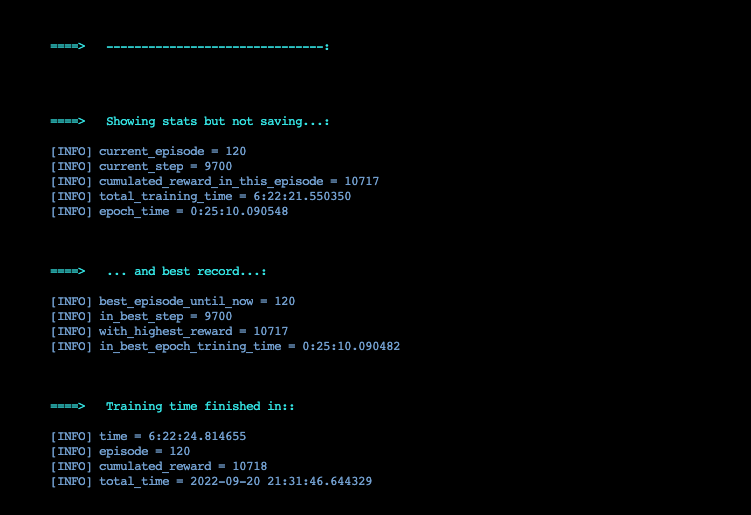 ====>   -------------------------------:
====>   Showing stats but not saving...:
[INFO] current_episode = 120
[INFO] current_step = 9700
[INFO] cumulated_reward_in_this_episode = 10717
[INFO] total_training_time = 6:22:21.550350
[INFO] epoch_time = 0:25:10.090548
====>   ... and best record...:
[INFO] best_episode_until_now = 120
[INFO] in_best_step = 9700
[INFO] with_highest_reward = 10717
[INFO] in_best_epoch_trining_time = 0:25:10.090482
====>   Training time finished in::
[INFO] time = 6:22:24.814655
[INFO] episode = 120
[INFO] cumulated_reward = 10718
[INFO] total_time = 2022-09-20 21:31:46.644329